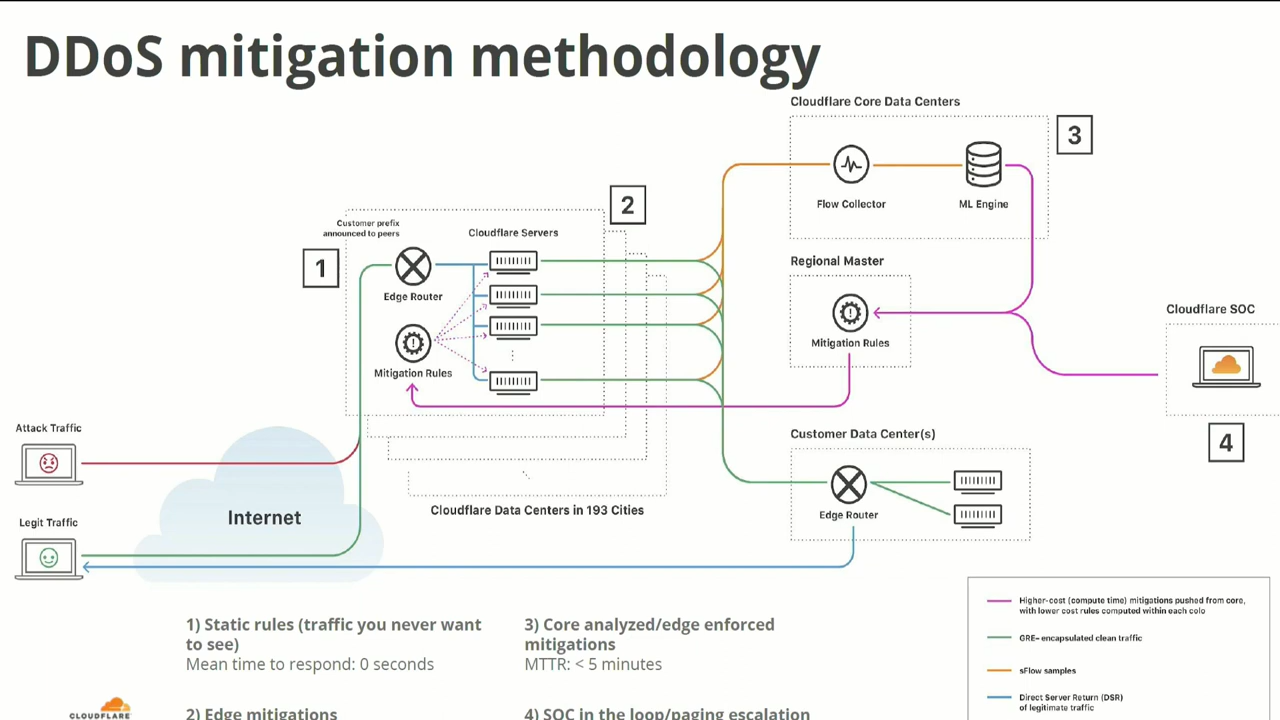 DDoS mitigation methodology
Cloudflare Core Data Centers
3
Flow Collector
ML Engine
2
Customer prefix
announced to peers
Cloudflare Servers
1
Edge Router
Mitigation Rules
Regional Master
Mitigation Rules
Cloudflare SOC
4
Attack Traffic
Legit Traffic
Internet
Cloudflare Data Centers in 193 Cities
Customer Data Center(s)
Edge Router
1) Static rules (traffic you never want
to see)
Mean time to respond: 0 seconds
2) Edge mitigations
3) Core analyzed/edge enforced
mitigations
MTTR: < 5 minutes
4) SOC in the loop/paging escalation
Higher-cost (compute time) mitigations pushed from core,
with lower cost rules computed within each colo
GRE- encapsulated clean traffic
sFlow samples
Direct Server Return (DSR)
of legitimate traffic
CLOUDFLARE